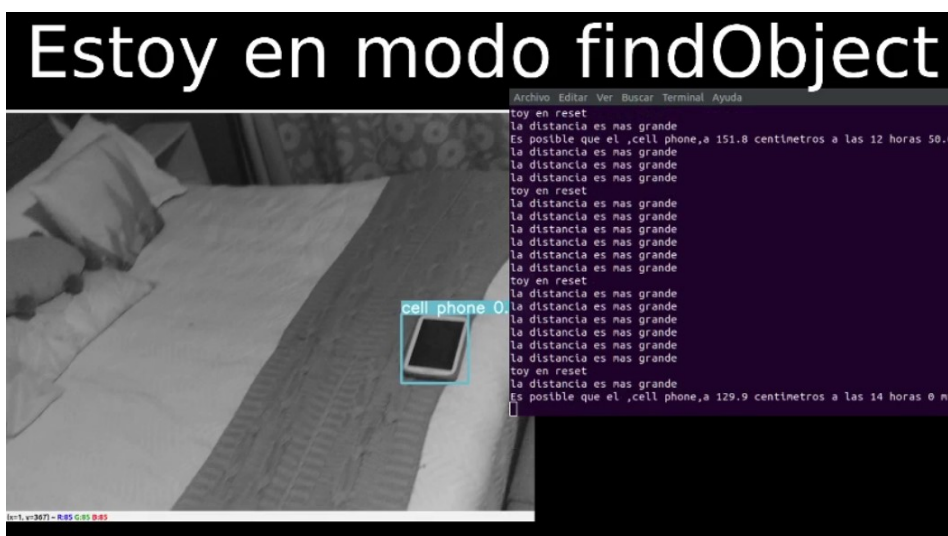 Estoy en modo findObject
Archivo Editar Ver Buscar Terminal Ayuda
toy en reset
la distancia es mas grande
Es posible que el ,cell phone,a 151.8 centimetros a las 12 horas 50.
la distancia es mas grande
la distancia es mas grande
la distancia es mas grande
toy en reset
la distancia es mas grande
la distancia es mas grande
la distancia es mas grande
la distancia es mas grande
la distancia es mas grande
la distancia es mas grande
toy en reset
la distancia es mas grande
la distancia es mas grande
la distancia es mas grande
la distancia es mas grande
la distancia es mas grande
la distancia es mas grande
toy en reset
la distancia es mas grande
Es posible que el ,cell phone,a 129.9 centimetros a las 14 horas 0 m
cell phone 0.
(x=1, y=367) ~ R:85 G:85 B:85